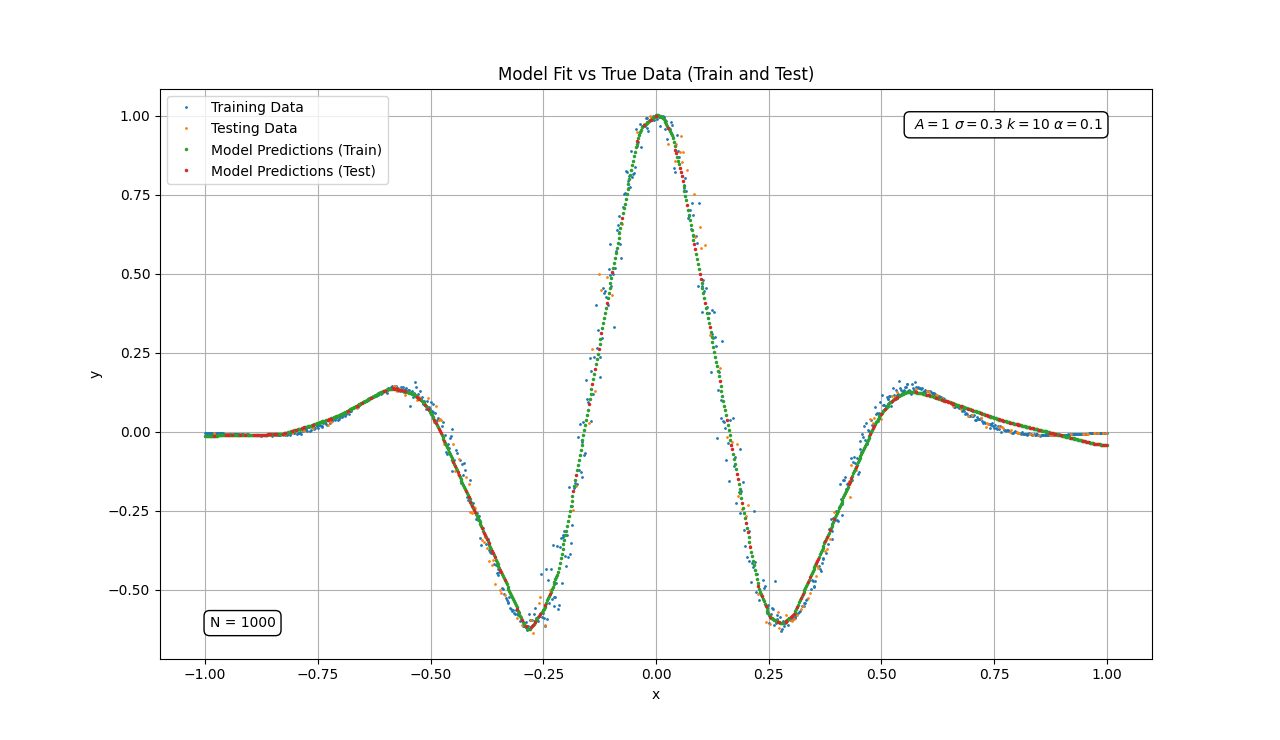 Model Fit vs True Data (Train and Test)
Training Data
Testing Data
Model Predictions (Train)
Model Predictions (Test)
A = 1 σ = 0.3 k = 10 α = 0.1
1.00
0.75
0.50
0.25
0.00
−0.25
−0.50
y
N = 1000
−1.00 −0.75 −0.50 −0.25 0.00 0.25 0.50 0.75 1.00
x